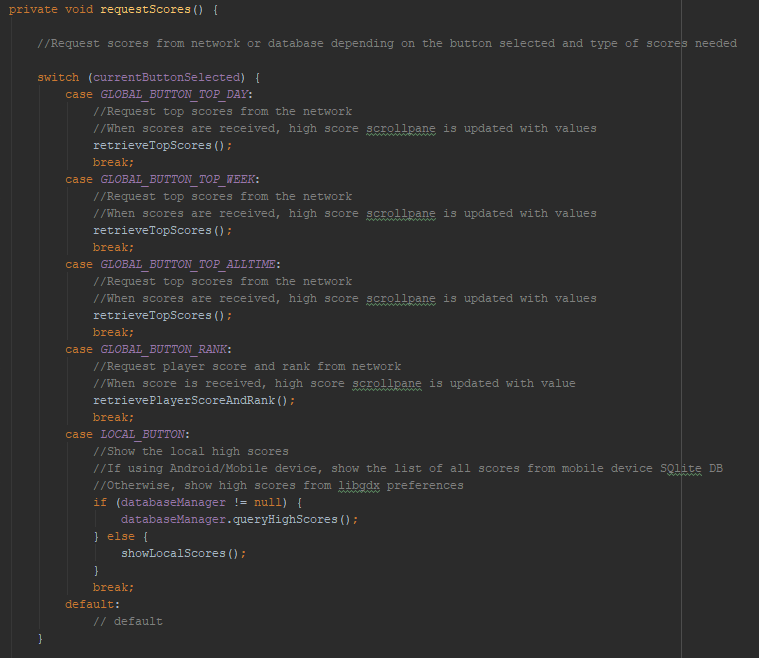 private void requestScores() {
//Request scores from network or database depending on the button selected and type of scores needed
switch (currentButtonSelected) {
case GLOBAL_BUTTON_TOP_DAY:
//Request top scores from the network
//When scores are received, high score scrollpane is updated with values
retrieveTopScores();
break;
case GLOBAL_BUTTON_TOP_WEEK:
//Request top scores from the network
//When scores are received, high score scrollpane is updated with values
retrieveTopScores();
break;
case GLOBAL_BUTTON_TOP_ALLTIME:
//Request top scores from the network
//When scores are received, high score scrollpane is updated with values
retrieveTopScores();
break;
case GLOBAL_BUTTON_RANK:
//Request player score and rank from network
//When score is received, high score scrollpane is updated with value
retrievePlayerScoreAndRank();
break;
case LOCAL_BUTTON:
//Show the local high scores
//If using Android/Mobile device, show the list of all scores from mobile device SQlite DB
//Otherwise, show high scores from libgdx preferences
if (databaseManager != null) {
databaseManager.queryHighScores();
} else {
showLocalScores();
}
break;
default:
// default
}